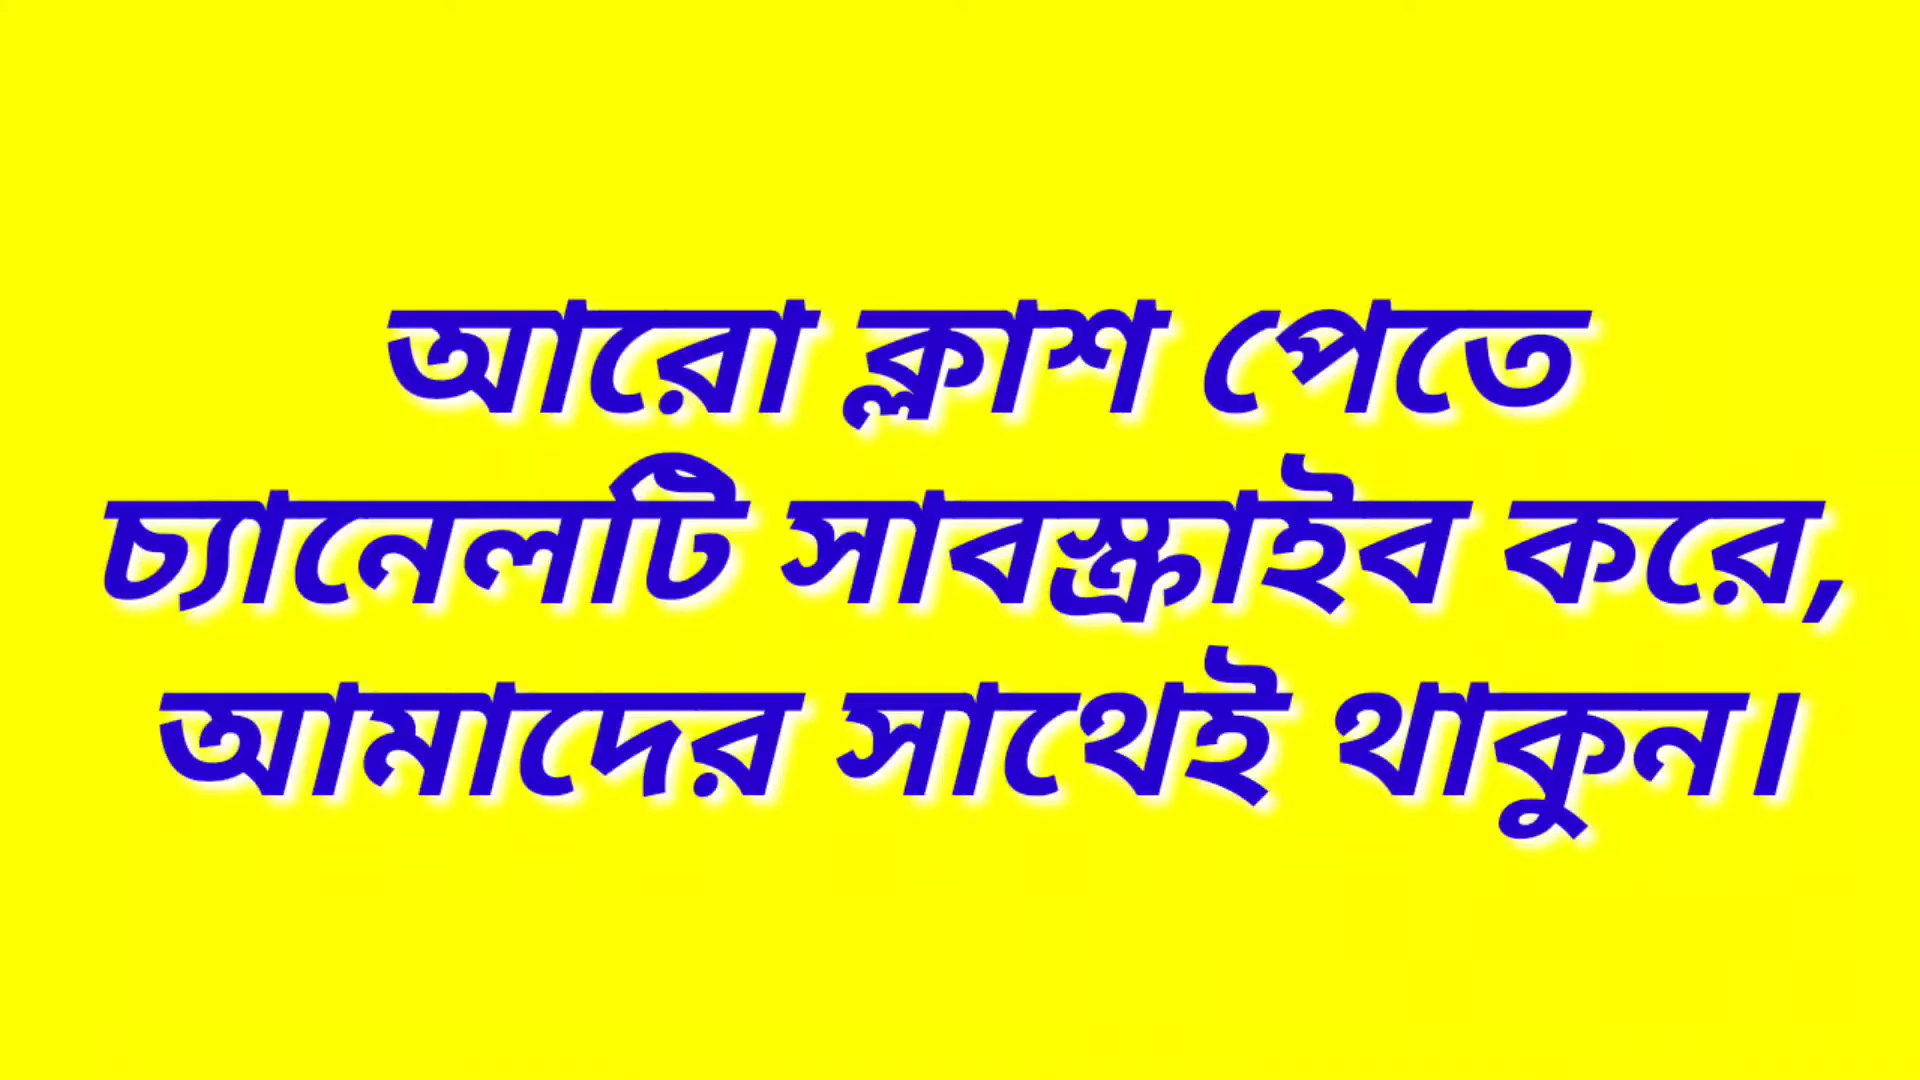 আরো ক্লাশ পেতে
চ্যানেলটি সাবস্ক্রাইব করে,
আমাদের সাথেই থাকুন।